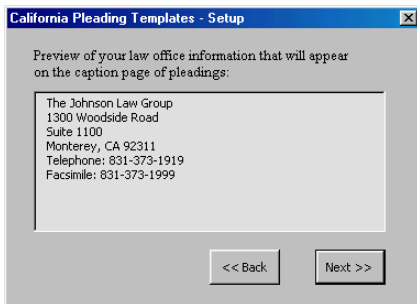 California Pleading Templates - Setup
Preview of your law office information that will appear
on the caption page of pleadings:
The Johnson Law Group
1300 Woodside Road
Suite 1100
Monterey, CA 92311
Telephone: 831-373-1919
Facsimile: 831-373-1999
<< Back
Next >>